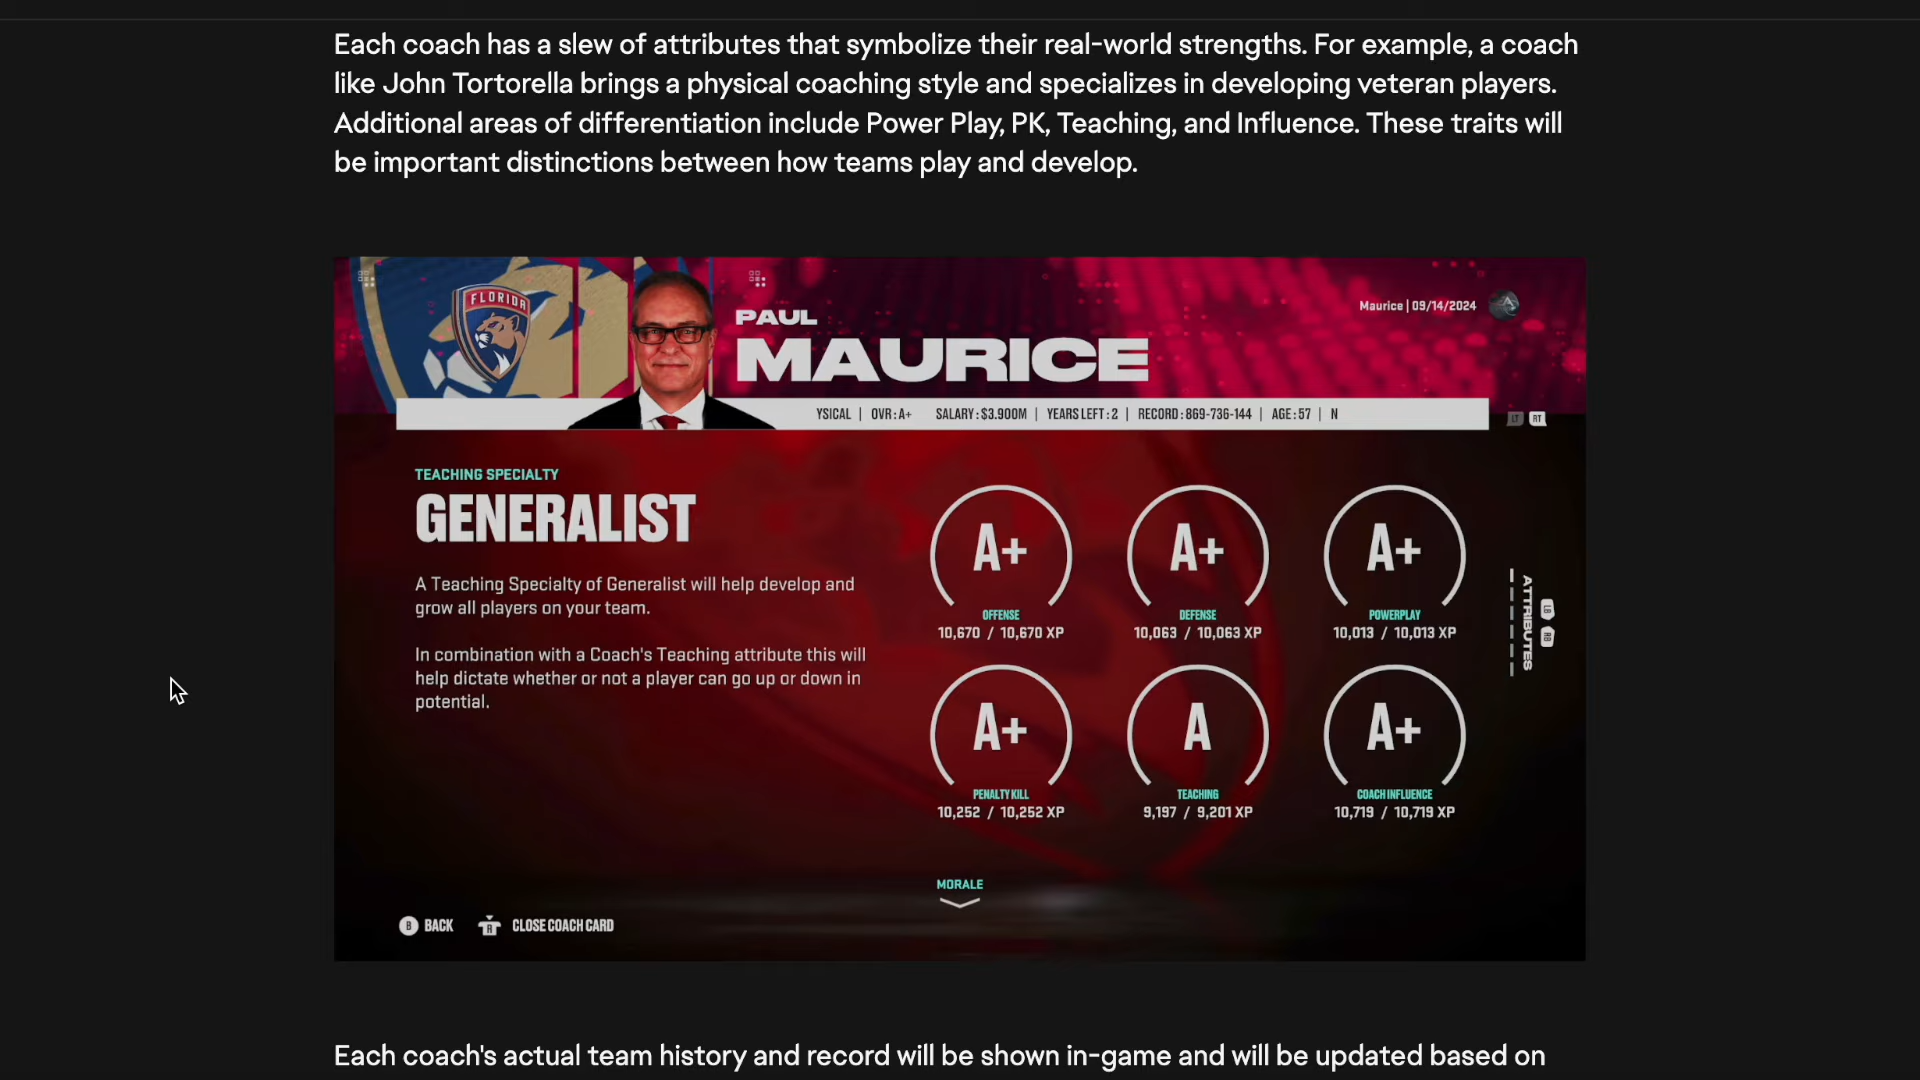 Each coach has a slew of attributes that symbolize their real-world strengths. For example, a coach
like John Tortorella brings a physical coaching style and specializes in developing veteran players.
Additional areas of differentiation include Power Play, PK, Teaching, and Influence. These traits will
be important distinctions between how teams play and develop.
FLORIDA
PAUL
MAURICE
Maurice | 09/14/2024
YSICAL | OVR : A+ SALARY : $3.900M | YEARS LEFT : 2 | RECORD : 869-736-144 | AGE : 57 | N
LT RT
TEACHING SPECIALTY
GENERALIST
A Teaching Specialty of Generalist will help develop and
grow all players on your team.
In combination with a Coach's Teaching attribute this will
help dictate whether or not a player can go up or down in
potential.
A+ A+ A+
OFFENSE DEFENSE POWERPLAY
10,670 / 10,670 XP 10,063 / 10,063 XP 10,013 / 10,013 XP
A+ A A+
PENALTY KILL TEACHING COACH INFLUENCE
10,252 / 10,252 XP 9,197 / 9,201 XP 10,719 / 10,719 XP
ATTRIBUTES
LB RB
MORALE
B BACK R CLOSE COACH CARD
Each coach's actual team history and record will be shown in-game and will be updated based on